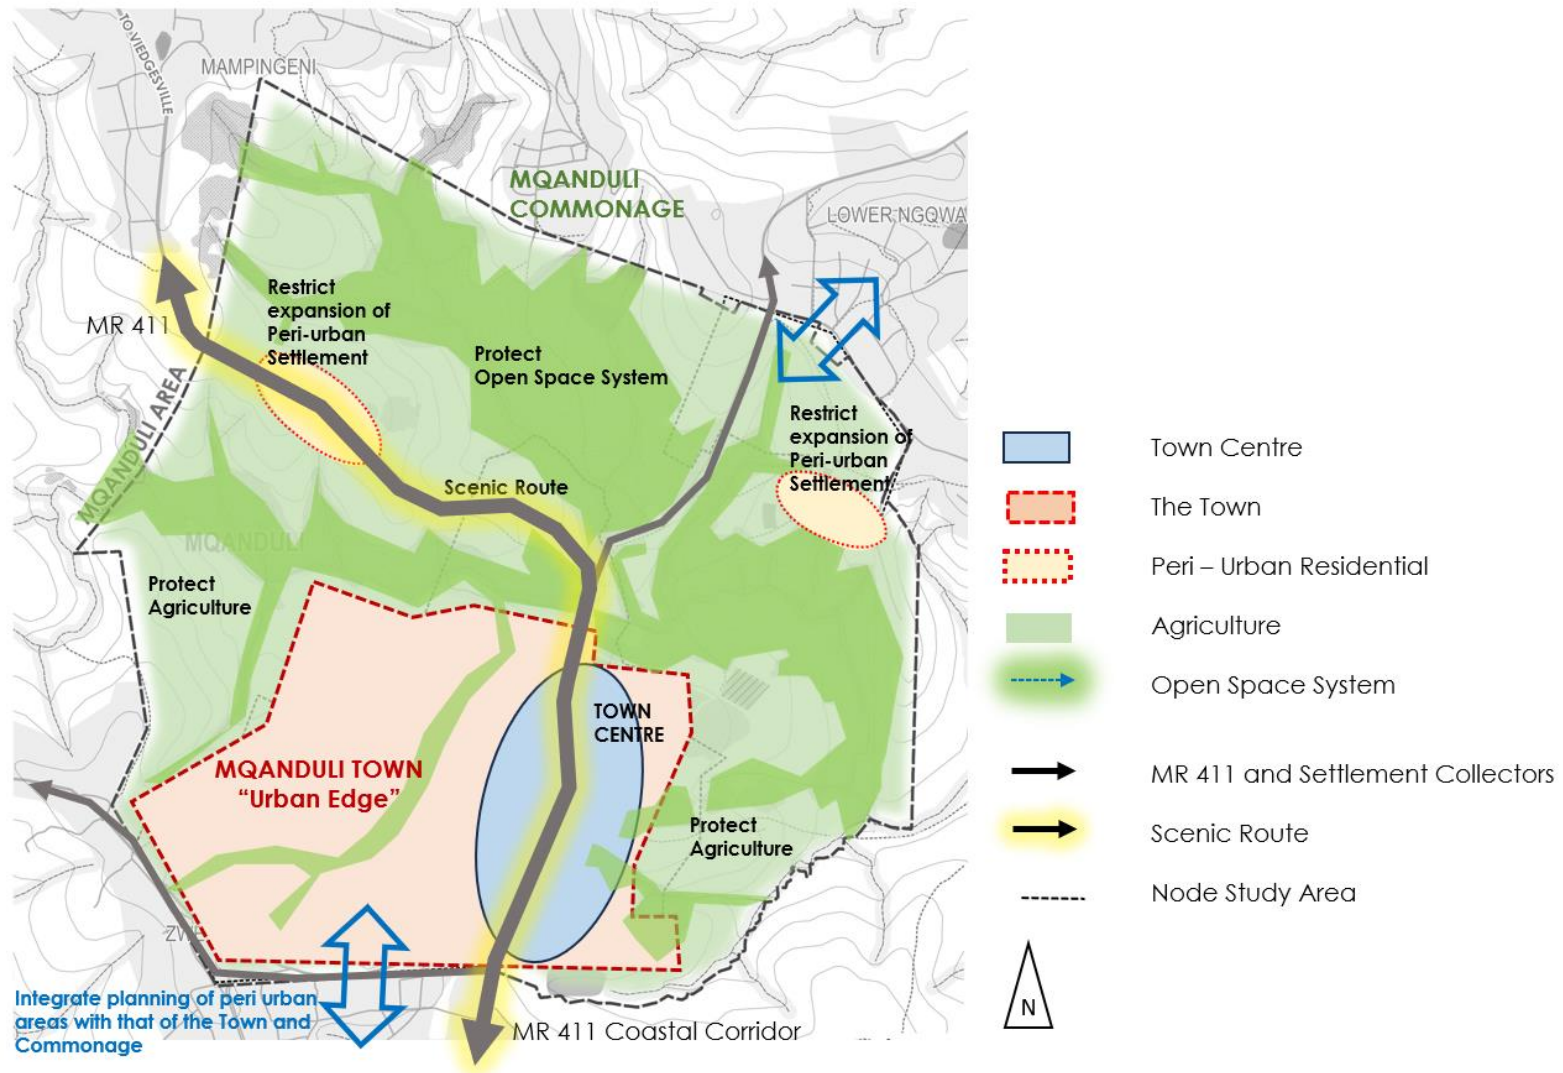 TO VIEDGESVILLE
MAMPINGENI
MQANDULI
COMMONAGE
LOWER NGQWA
Restrict
expansion of
Peri-urban
Settlement
MR 411
Protect
Open Space System
MQANDULI AREA
Restrict
expansion of
Peri-urban
Settlement
Scenic Route
MQANDULI
Protect
Agriculture
TOWN
CENTRE
MQANDULI TOWN
“Urban Edge”
Protect
Agriculture
ZWE
Integrate planning of peri urban
areas with that of the Town and
Commonage
MR 411 Coastal Corridor
Town Centre
The Town
Peri – Urban Residential
Agriculture
Open Space System
MR 411 and Settlement Collectors
Scenic Route
Node Study Area
N